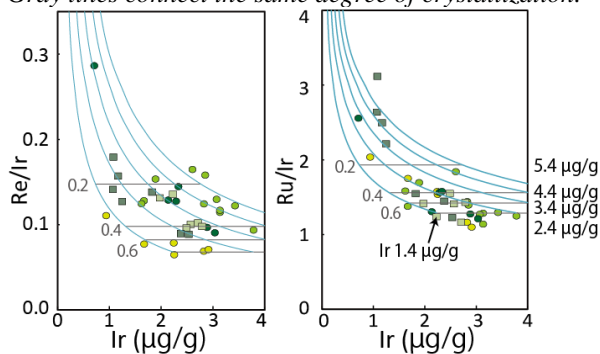 Gray lines connect the same degree of crystallization.
0.3
0.2
0.1
0.0
Re/Ir
0.2
0.4
0.6
0
1
2
3
4
Ir (μg/g)
4
3
2
1
0
Ru/Ir
0.2
0.4
0.6
Ir 1.4 μg/g
5.4 μg/g
4.4 μg/g
3.4 μg/g
2.4 μg/g
0
1
2
3
4
Ir (μg/g)